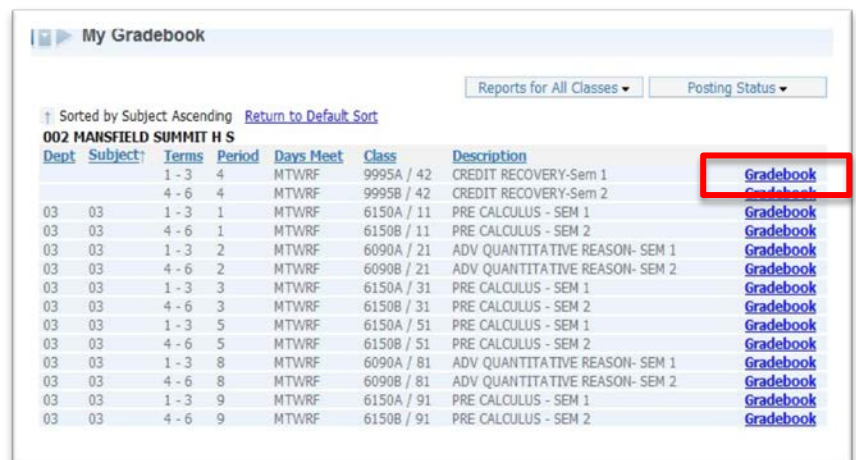 My Gradebook
Reports for All Classes Posting Status
↑ Sorted by Subject Ascending Return to Default Sort
002 MANSFIELD SUMMIT H S
Dept Subject↑ Terms Period Days Meet Class Description
1 - 3 4 MTWRF 9995A / 42 CREDIT RECOVERY-Sem 1 Gradebook
4 - 6 4 MTWRF 9995B / 42 CREDIT RECOVERY-Sem 2 Gradebook
03 03 1 - 3 1 MTWRF 6150A / 11 PRE CALCULUS - SEM 1 Gradebook
03 03 4 - 6 1 MTWRF 6150B / 11 PRE CALCULUS - SEM 2 Gradebook
03 03 1 - 3 2 MTWRF 6090A / 21 ADV QUANTITATIVE REASON- SEM 1 Gradebook
03 03 4 - 6 2 MTWRF 6090B / 21 ADV QUANTITATIVE REASON- SEM 2 Gradebook
03 03 1 - 3 3 MTWRF 6150A / 31 PRE CALCULUS - SEM 1 Gradebook
03 03 4 - 6 3 MTWRF 6150B / 31 PRE CALCULUS - SEM 2 Gradebook
03 03 1 - 3 5 MTWRF 6150A / 51 PRE CALCULUS - SEM 1 Gradebook
03 03 4 - 6 5 MTWRF 6150B / 51 PRE CALCULUS - SEM 2 Gradebook
03 03 1 - 3 8 MTWRF 6090A / 81 ADV QUANTITATIVE REASON- SEM 1 Gradebook
03 03 4 - 6 8 MTWRF 6090B / 81 ADV QUANTITATIVE REASON- SEM 2 Gradebook
03 03 1 - 3 9 MTWRF 6150A / 91 PRE CALCULUS - SEM 1 Gradebook
03 03 4 - 6 9 MTWRF 6150B / 91 PRE CALCULUS - SEM 2 Gradebook